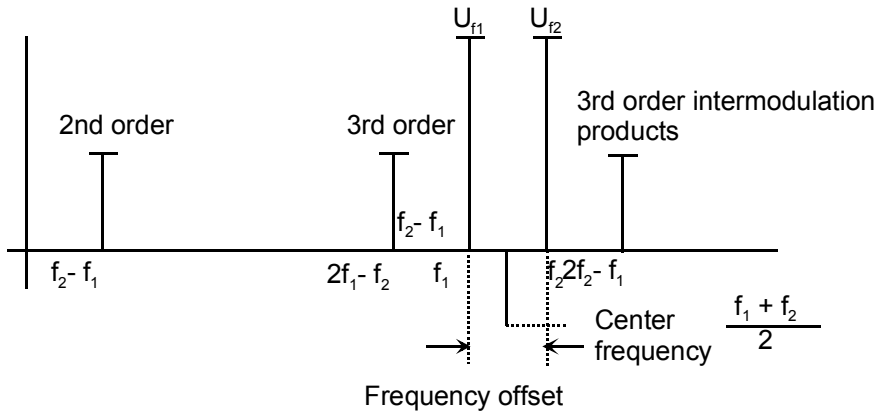 U_f1 U_f2
3rd order intermodulation
products
2nd order
3rd order
f_2- f_1
f_2- f_1
2f_1- f_2
f_1
f_2
2f_2- f_1
Center
frequency
f_1 + f_2
2
Frequency offset